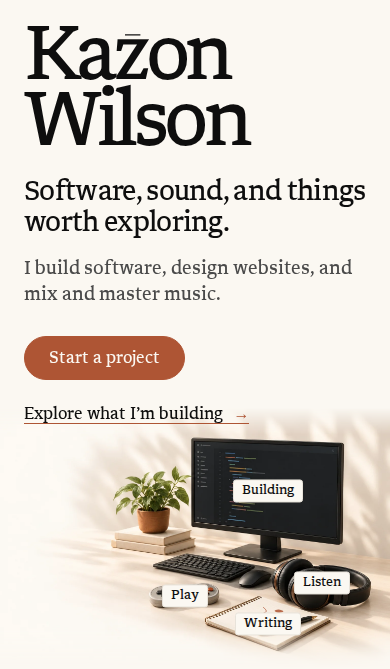 Kazon
Wilson
Software, sound, and things
worth exploring.
I build software, design websites, and
mix and master music.
Start a project
Explore what I’m building →
Building
Listen
Play
Writing